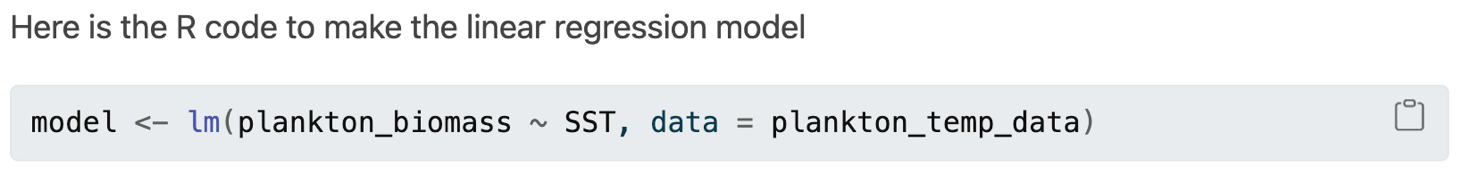 Here is the R code to make the linear regression model
model <- lm(plankton_biomass ~ SST, data = plankton_temp_data)